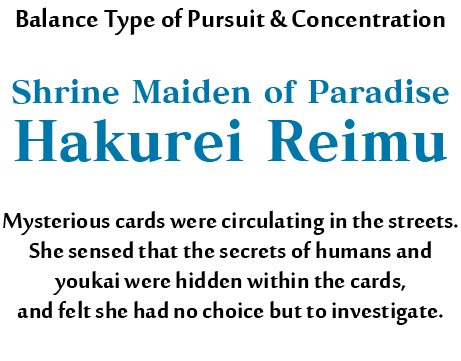 Balance Type of Pursuit & Concentration
Shrine Maiden of Paradise
Hakurei Reimu
Mysterious cards were circulating in the streets.
She sensed that the secrets of humans and
youkai were hidden within the cards,
and felt she had no choice but to investigate.